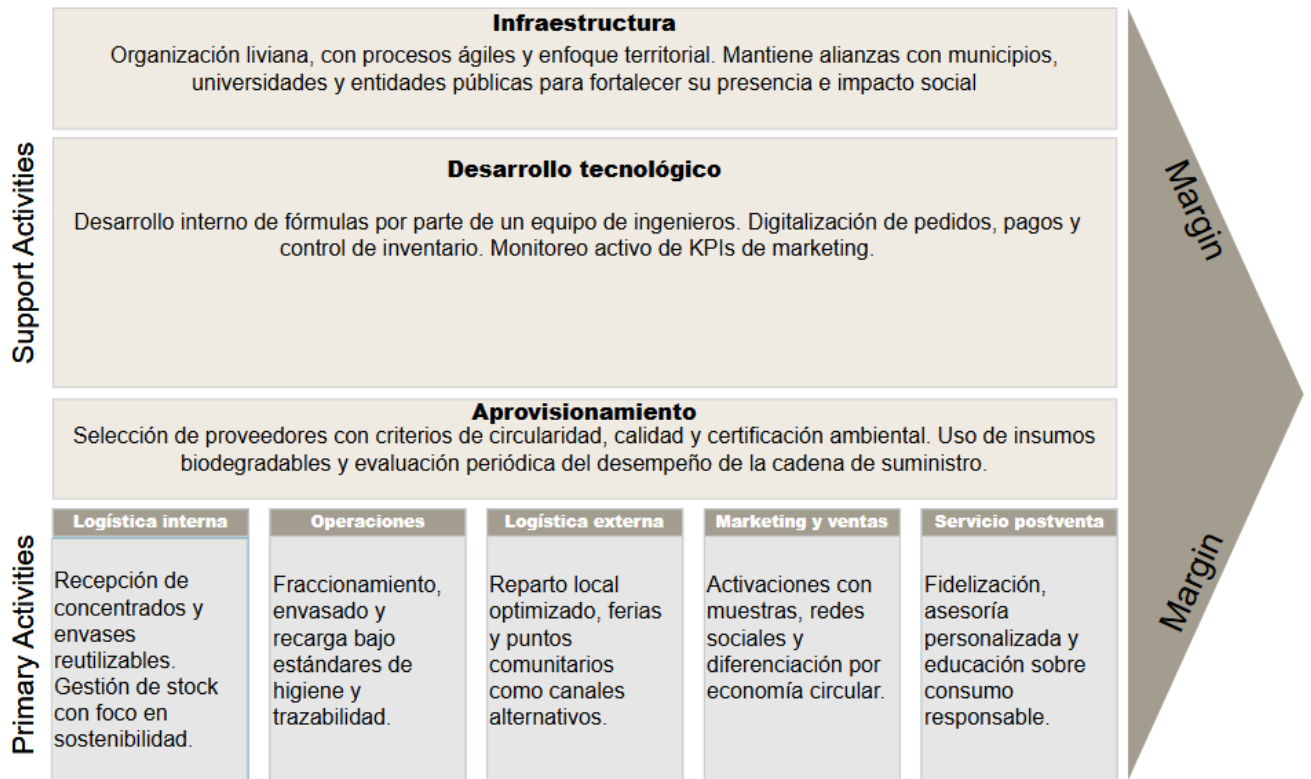 Infraestructura
Organización liviana, con procesos ágiles y enfoque territorial. Mantiene alianzas con municipios,
universidades y entidades públicas para fortalecer su presencia e impacto social
Support Activities
Desarrollo tecnológico
Desarrollo interno de fórmulas por parte de un equipo de ingenieros. Digitalización de pedidos, pagos y
control de inventario. Monitoreo activo de KPIs de marketing.
Aprovisionamiento
Selección de proveedores con criterios de circularidad, calidad y certificación ambiental. Uso de insumos
biodegradables y evaluación periódica del desempeño de la cadena de suministro.
Margin
Primary Activities
Logística interna
Recepción de
concentrados y
envases
reutilizables.
Gestión de stock
con foco en
sostenibilidad.
Operaciones
Fraccionamiento,
envasado y
recarga bajo
estándares de
higiene y
trazabilidad.
Logística externa
Reparto local
optimizado, ferias
y puntos
comunitarios
como canales
alternativos.
Marketing y ventas
Activaciones con
muestras, redes
sociales y
diferenciación por
economía circular.
Servicio postventa
Fidelización,
asesoría
personalizada y
educación sobre
consumo
responsable.
Margin